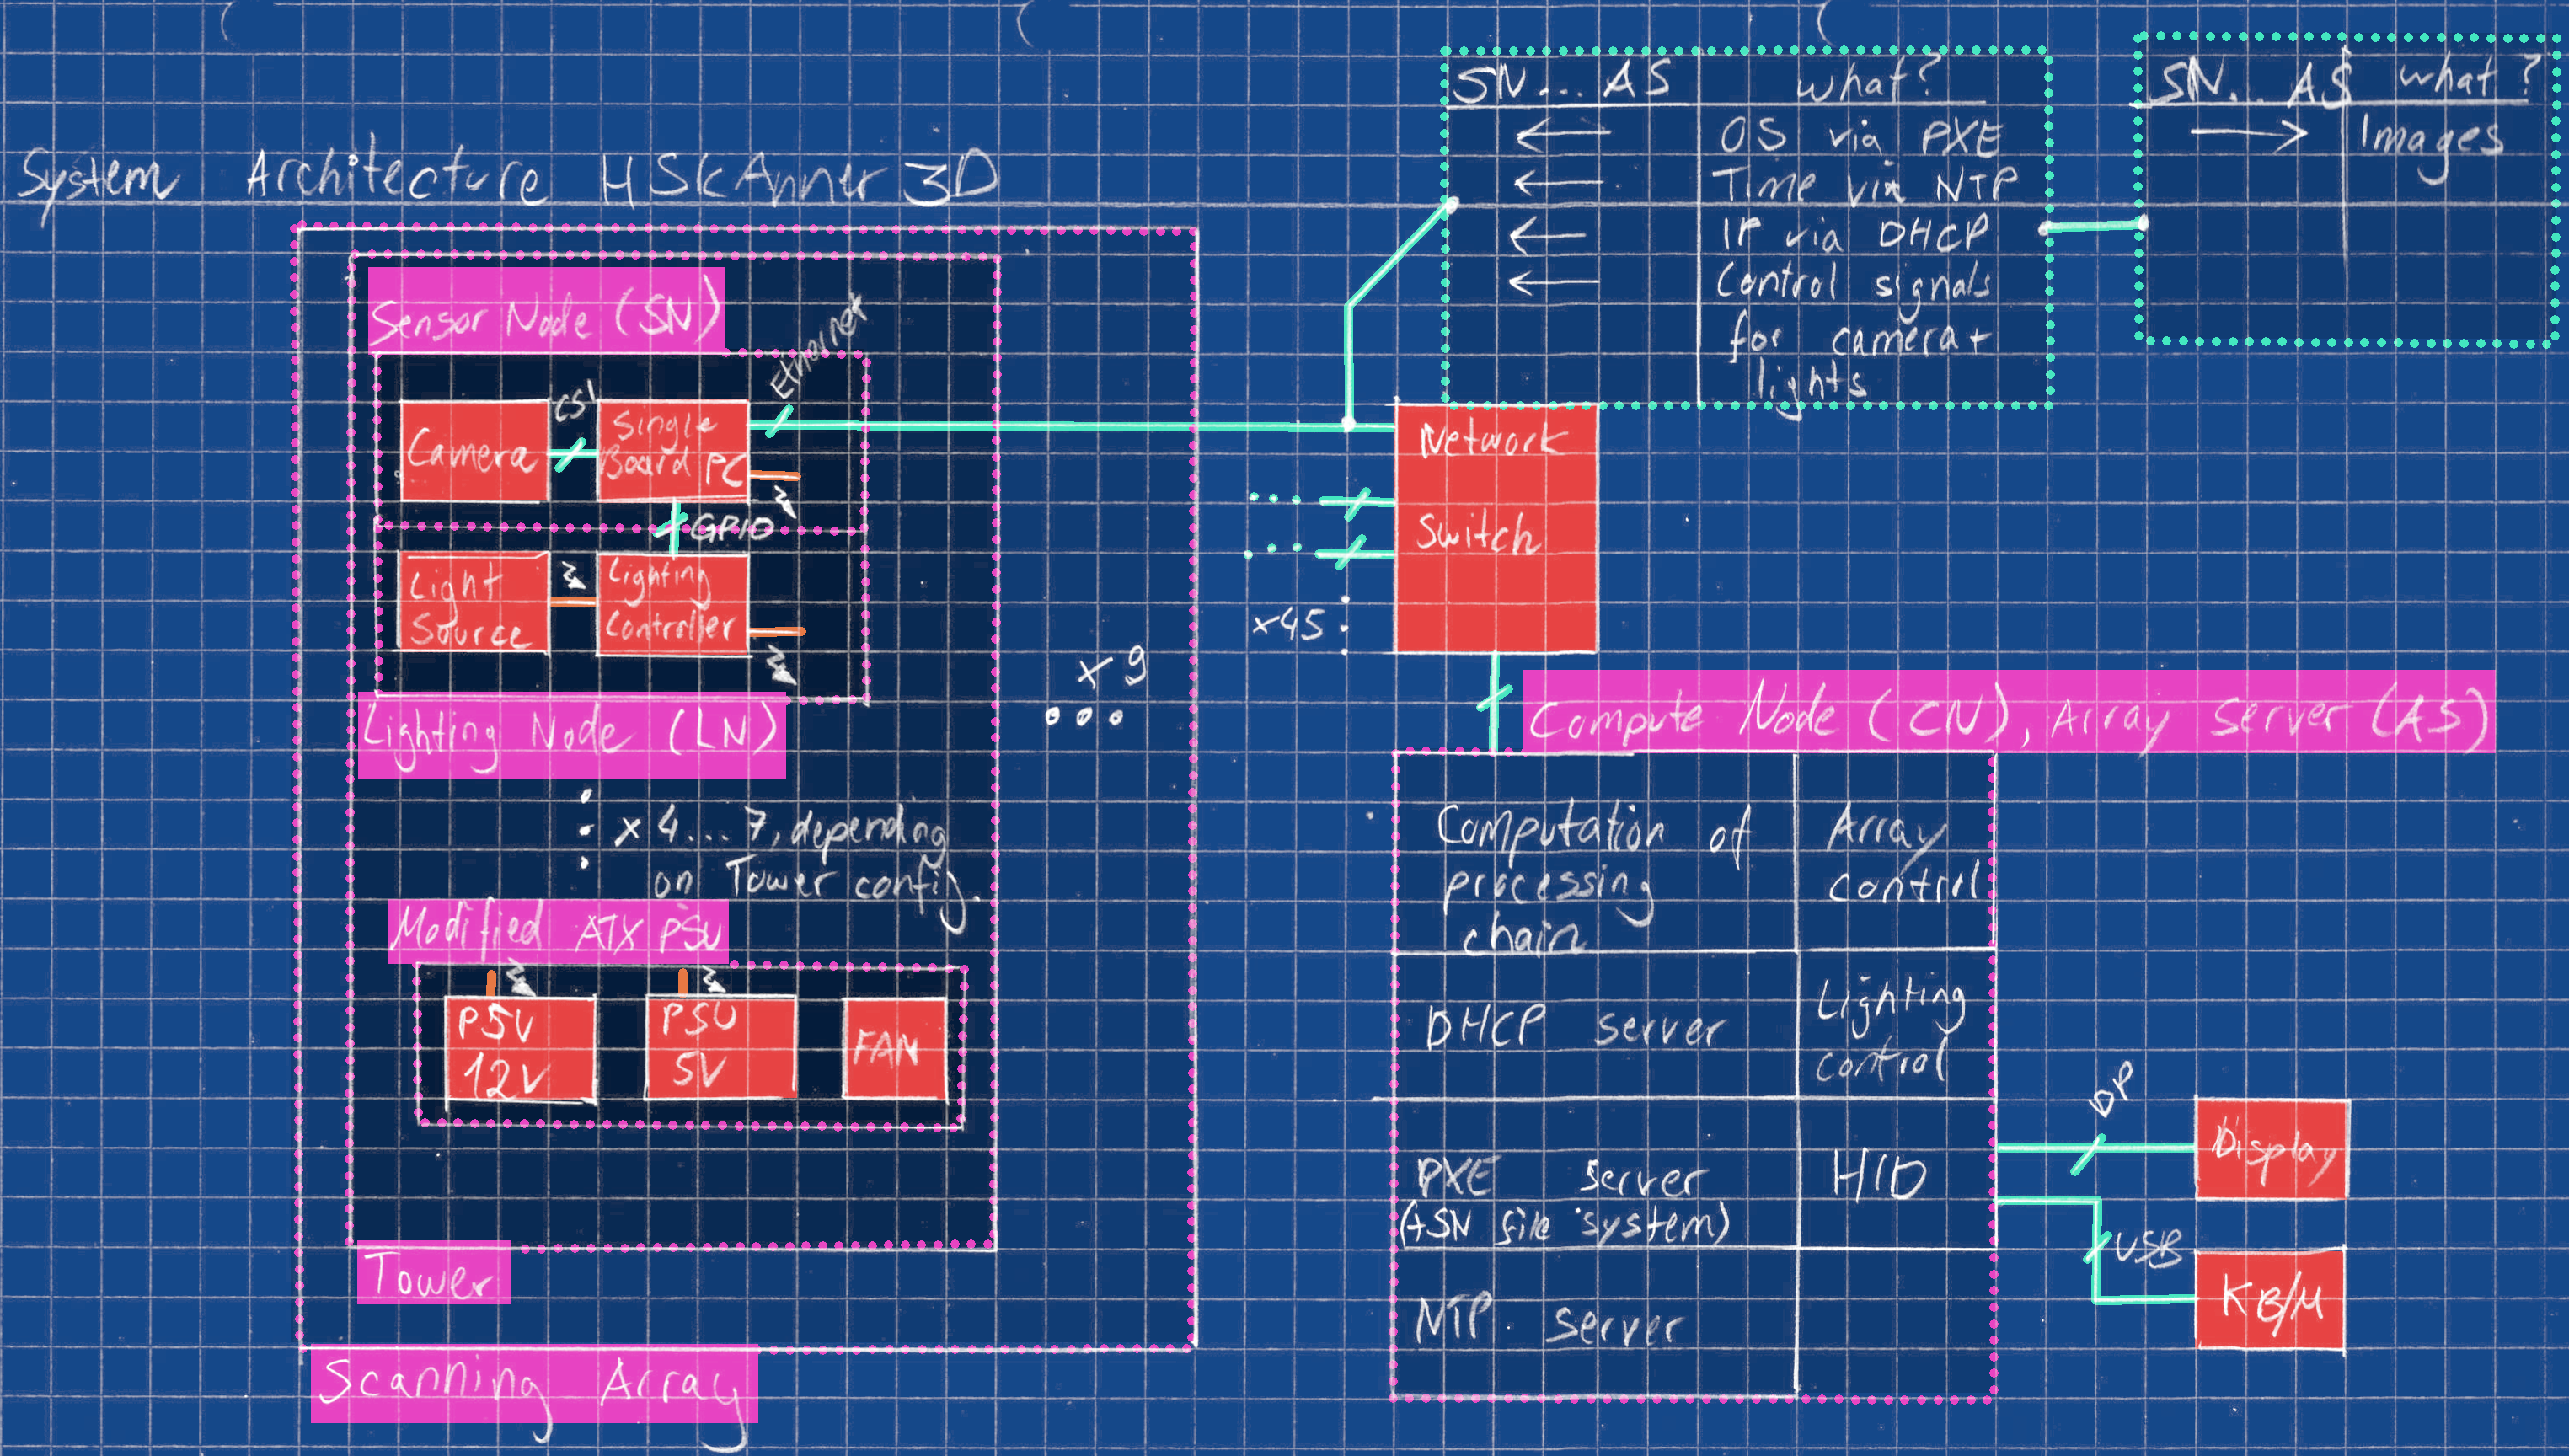 System Architecture HSKAnner 3D
Sensor Node (SN)
Ethernet
CSI
Camera
Single
Board PC
GPIO
Light
Source
Lighting
Controller
Lighting Node (LN)
x 4... 7, depending
on Tower config.
Modified ATX PSU
PSU
12V
PSU
5V
FAN
Tower
Scanning Array
x 9
SN... AS what?
← OS via PXE
← Time via NTP
← IP via DHCP
← Control signals
for camera +
lights
SN... AS what?
→ Images
Network
Switch
x45
Compute Node (CN), Array Server (AS)
Computation of
processing
chain
Array
control
DHCP server
Lighting
control
PXE server
(+SN file system)
HID
NTP server
DP
Display
USB
KB/M